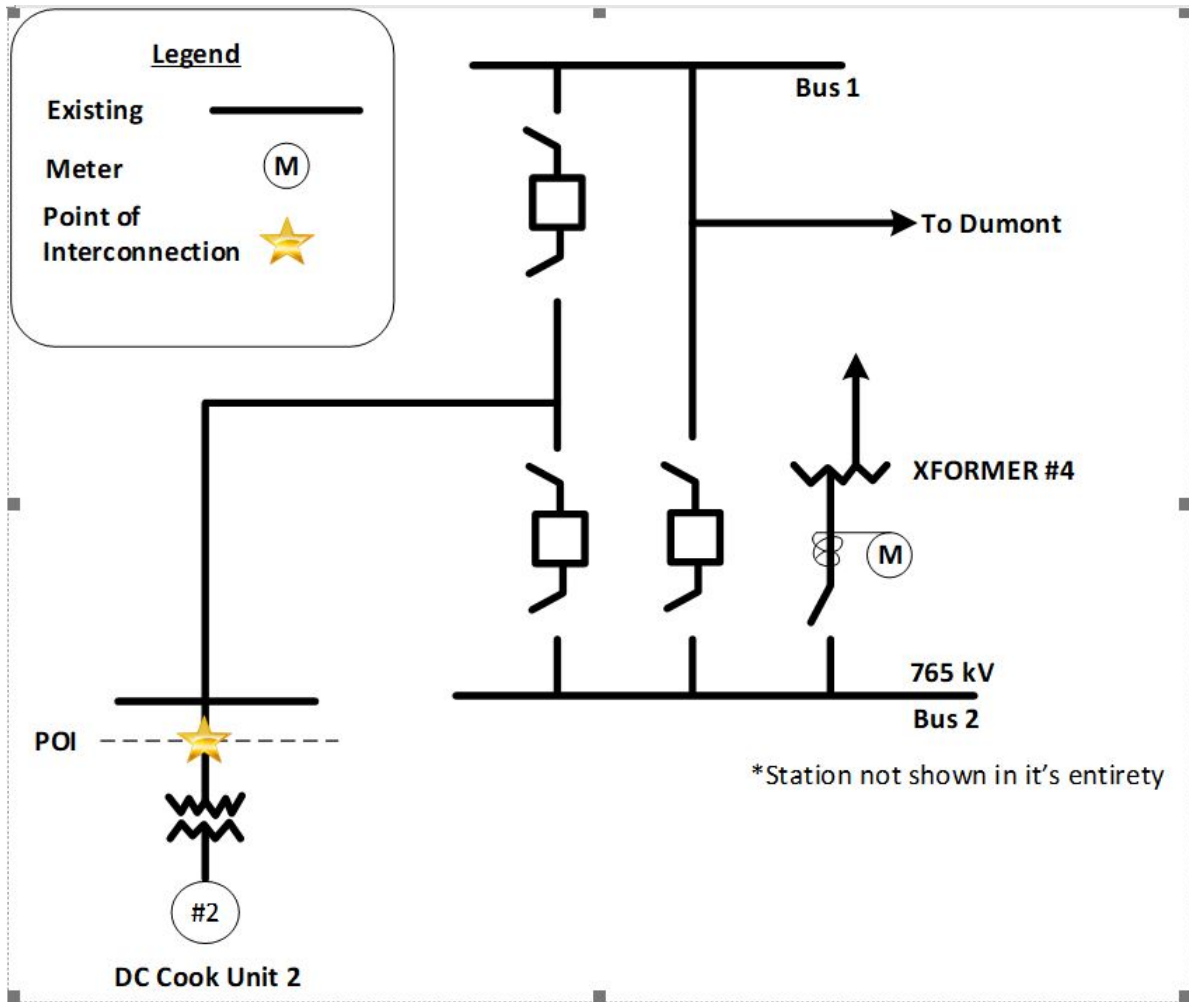 Legend
Existing
Meter
M
Point of
Interconnection
Bus 1
To Dumont
XFORMER #4
M
765 kV
Bus 2
POI
*Station not shown in it's entirety
#2
DC Cook Unit 2